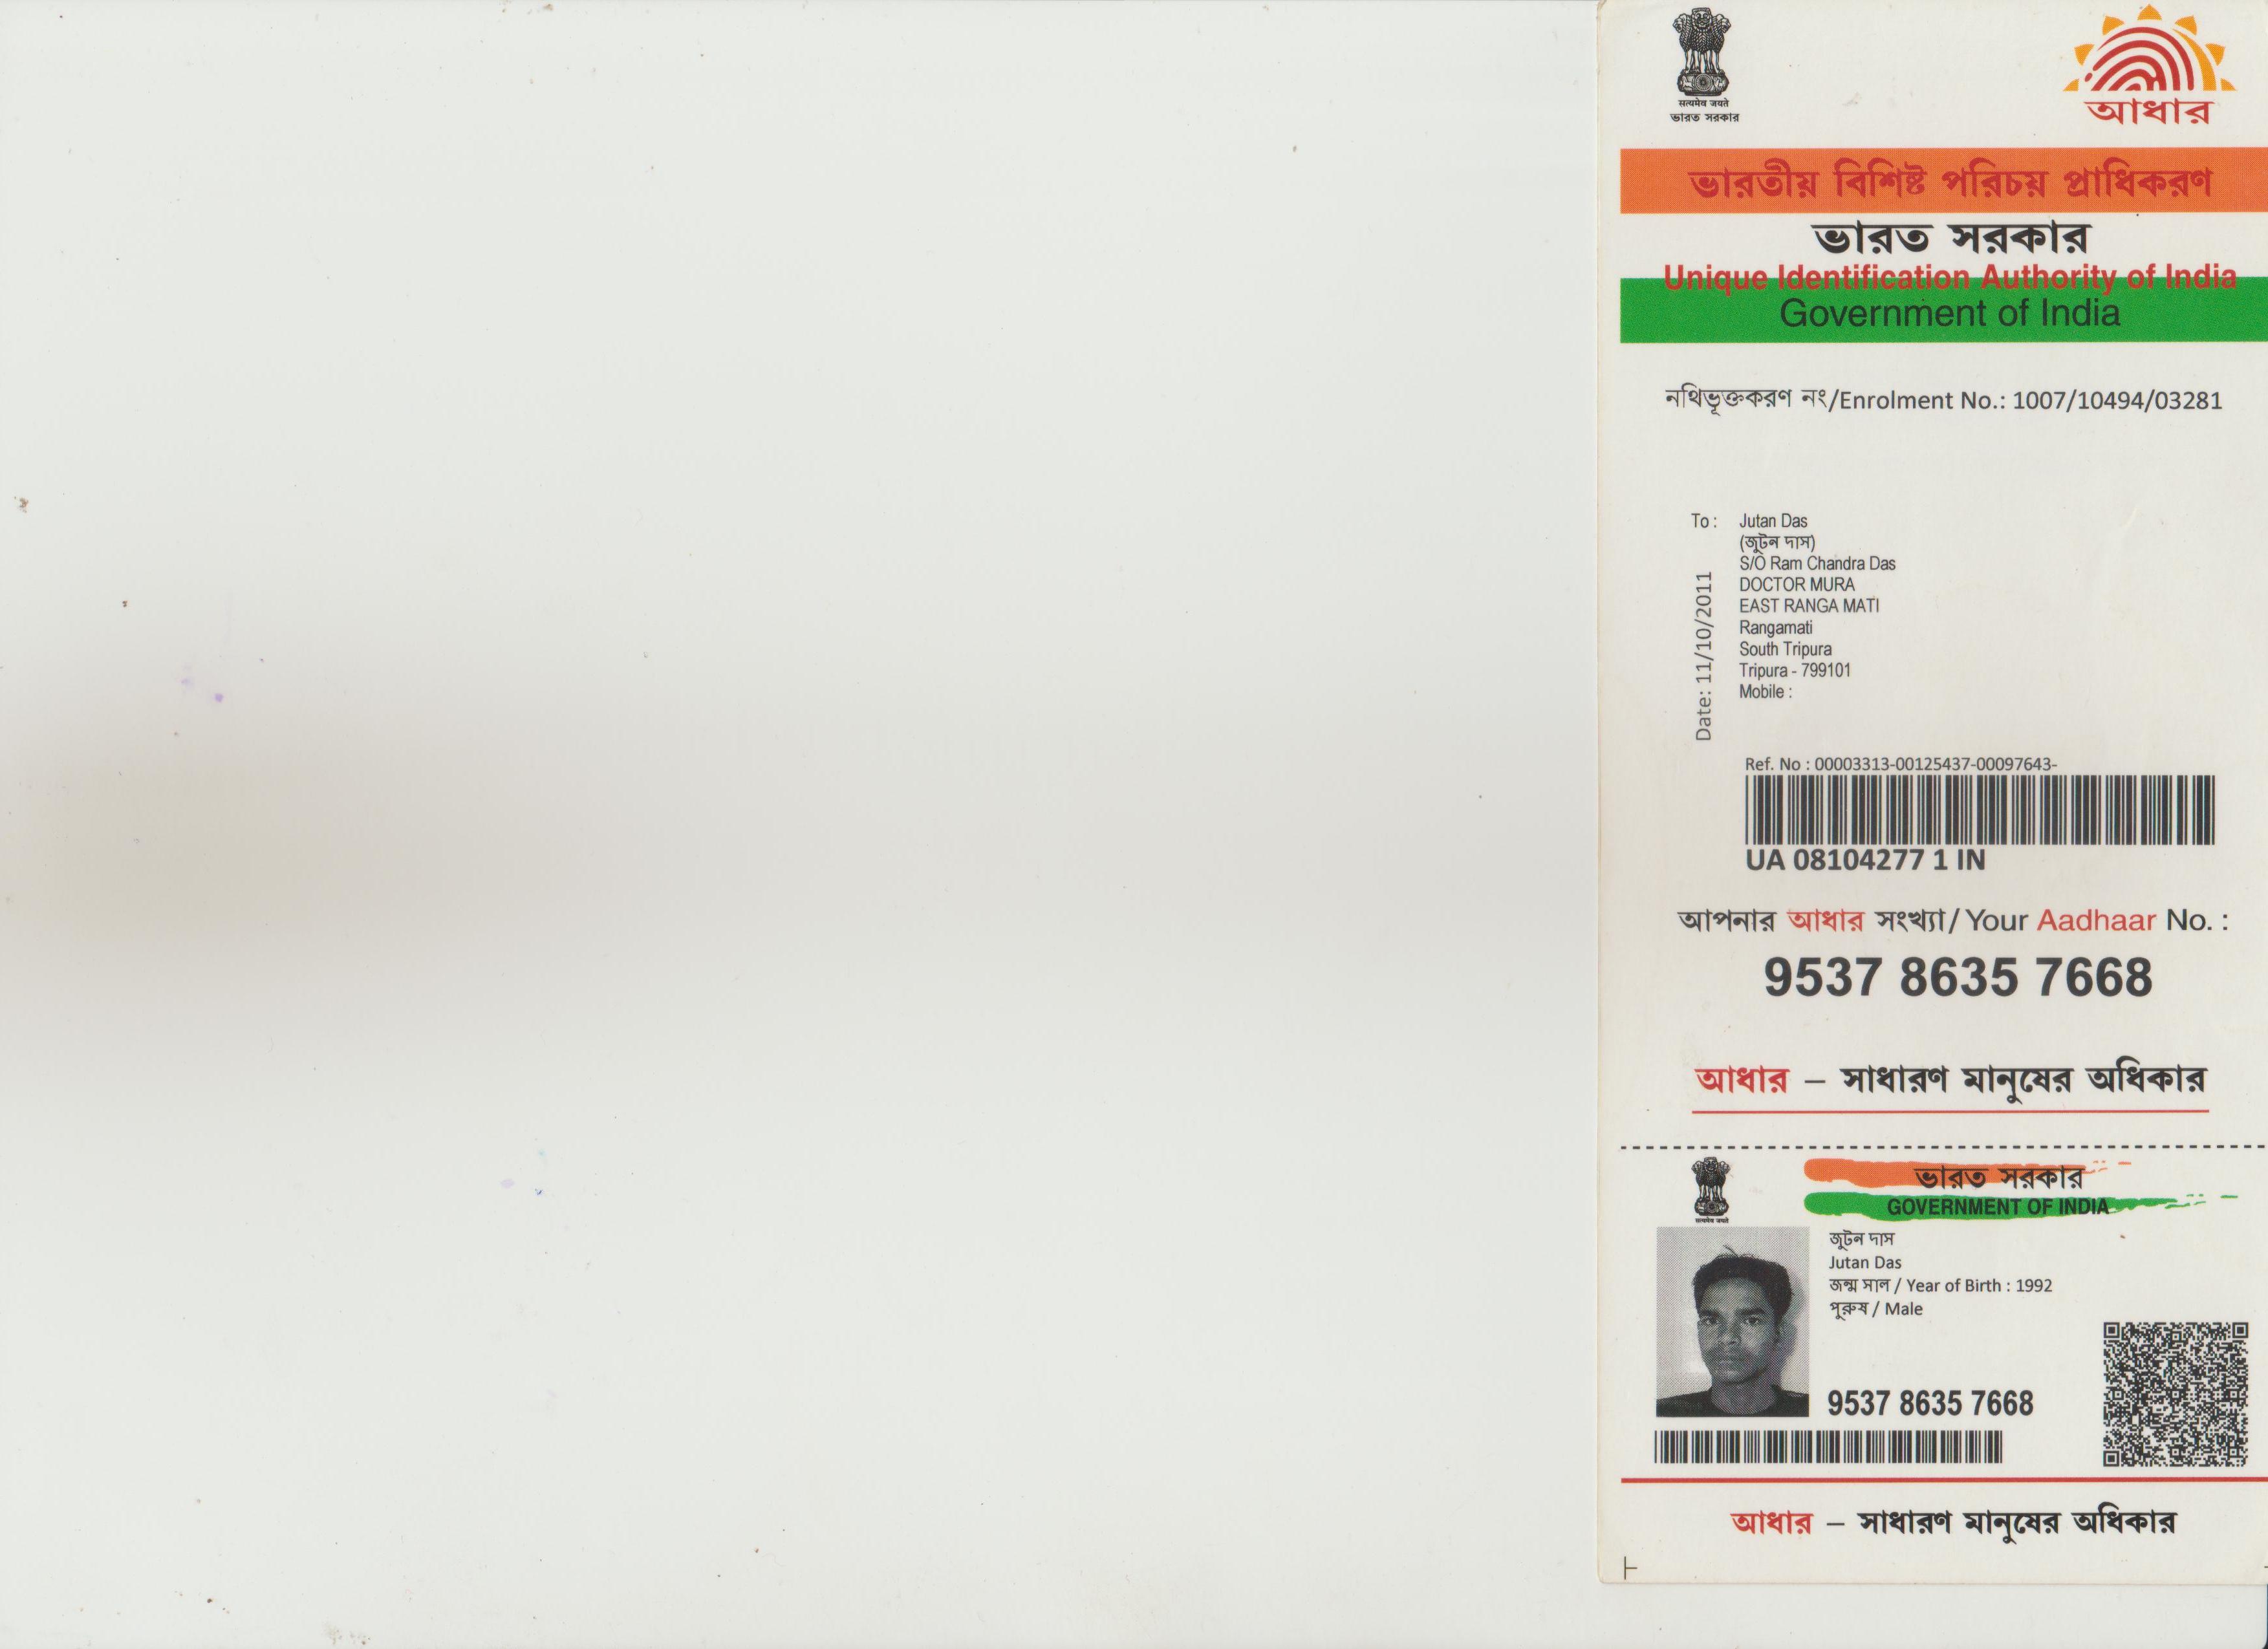 सत्यमेव जयते
ভারত সরকার
আধার
ভারতীয় বিশিষ্ট পরিচয় প্রাধিকরণ
ভারত সরকার
Unique Identification Authority of India
Government of India
নথিভূক্তকরণ নং/Enrolment No.: 1007/10494/03281
To : Jutan Das
(জুটন দাস)
S/O Ram Chandra Das
DOCTOR MURA
EAST RANGA MATI
Rangamati
South Tripura
Tripura - 799101
Mobile :
Date: 11/10/2011
Ref. No : 00003313-00125437-00097643-
UA 08104277 1 IN
আপনার আধার সংখ্যা/ Your Aadhaar No. :
9537 8635 7668
আধার – সাধারণ মানুষের অধিকার
ভারত সরকার
GOVERNMENT OF INDIA
सत्यमेव जयते
জুটন দাস
Jutan Das
জন্ম সাল / Year of Birth : 1992
পুরুষ / Male
9537 8635 7668
আধার – সাধারণ মানুষের অধিকার